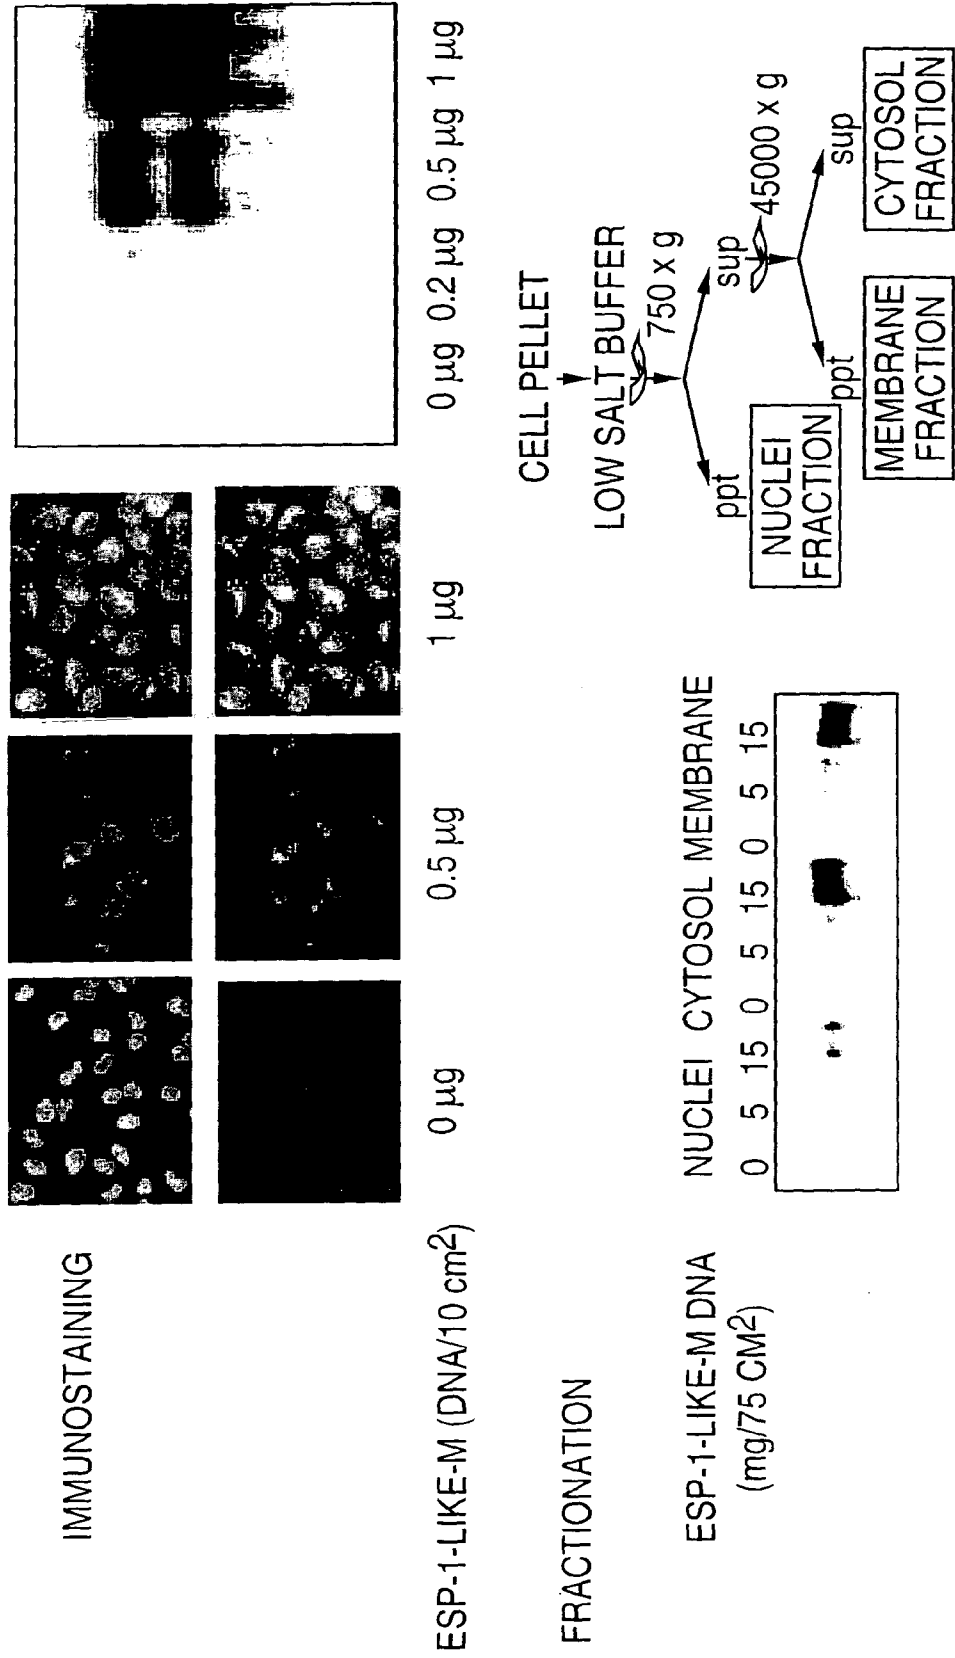 IMMUNOSTAINING
ESP-1-LIKE-M (DNA/10 cm2)
0 µg 0.5 µg 1 µg
0 µg 0.2 µg 0.5 µg 1 µg
FRACTIONATION
NUCLEI CYTOSOL MEMBRANE
ESP-1-LIKE-M DNA
(mg/75 CM2)
0 5 15 0 5 15 0 5 15
CELL PELLET
LOW SALT BUFFER
750 x g
ppt
sup
NUCLEI
FRACTION
45000 x g
ppt
sup
MEMBRANE
FRACTION
CYTOSOL
FRACTION